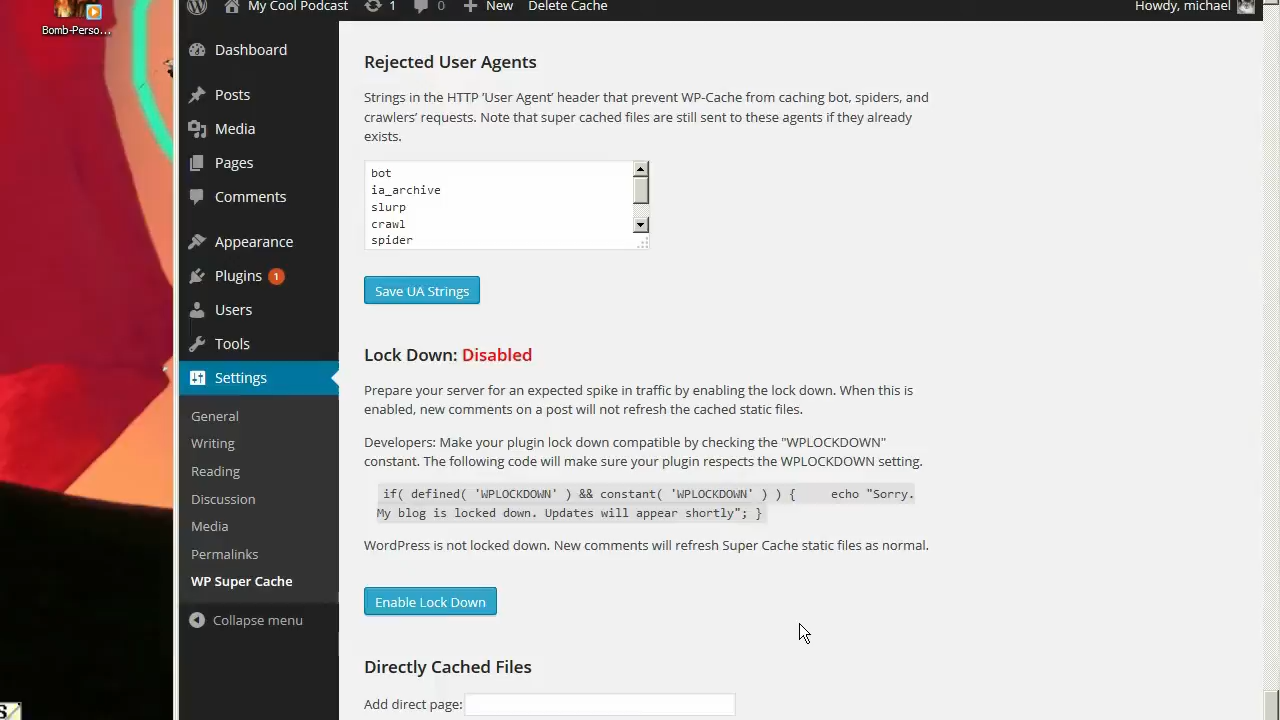 Bomb-Perso...
My Cool Podcast
1
0
New
Delete Cache
Howdy, michael
Dashboard
Posts
Media
Pages
Comments
Appearance
Plugins 1
Users
Tools
Settings
General
Writing
Reading
Discussion
Media
Permalinks
WP Super Cache
Collapse menu
Rejected User Agents
Strings in the HTTP ’User Agent’ header that prevent WP-Cache from caching bot, spiders, and
crawlers’ requests. Note that super cached files are still sent to these agents if they already
exists.
bot
ia_archive
slurp
crawl
spider
Save UA Strings
Lock Down: Disabled
Prepare your server for an expected spike in traffic by enabling the lock down. When this is
enabled, new comments on a post will not refresh the cached static files.
Developers: Make your plugin lock down compatible by checking the "WPLOCKDOWN"
constant. The following code will make sure your plugin respects the WPLOCKDOWN setting.
if( defined( 'WPLOCKDOWN' ) && constant( 'WPLOCKDOWN' ) ) {     echo "Sorry.
My blog is locked down. Updates will appear shortly"; }
WordPress is not locked down. New comments will refresh Super Cache static files as normal.
Enable Lock Down
Directly Cached Files
Add direct page: